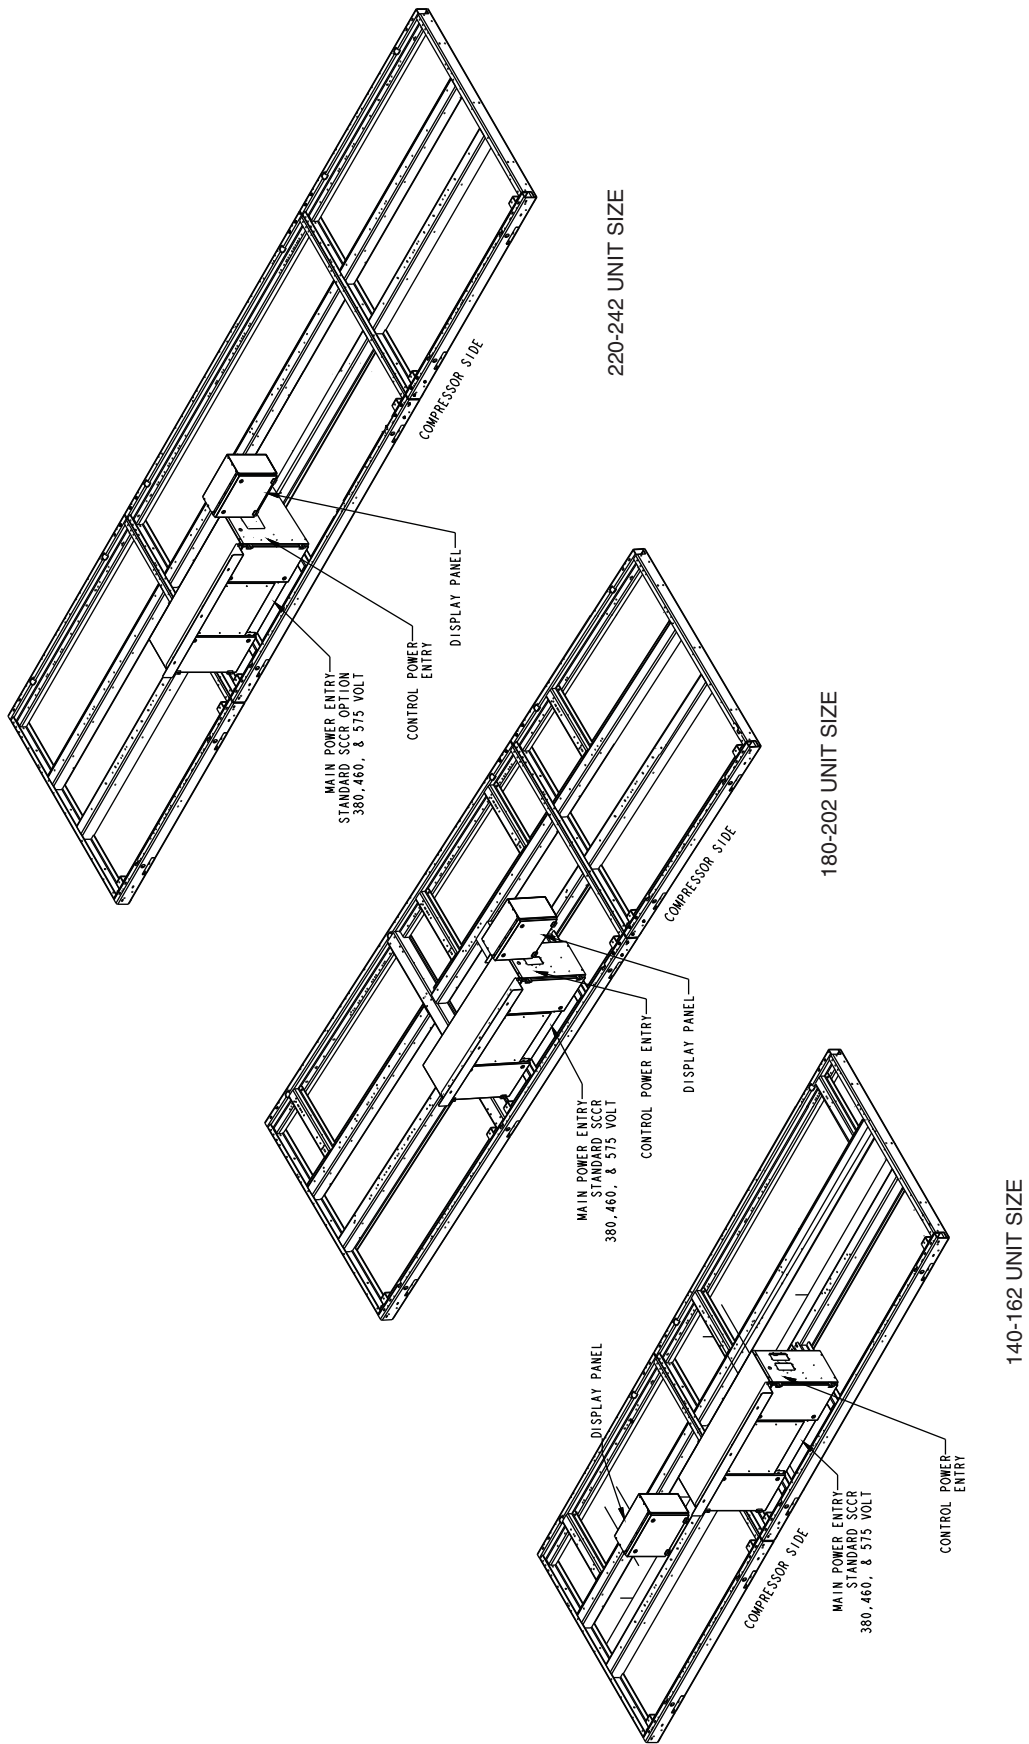 DISPLAY PANEL
COMPRESSOR SIDE
MAIN POWER ENTRY
STANDARD SCCR
380,460, & 575 VOLT
CONTROL POWER
ENTRY
140-162 UNIT SIZE
MAIN POWER ENTRY
STANDARD SCCR
380,460, & 575 VOLT
CONTROL POWER ENTRY
DISPLAY PANEL
COMPRESSOR SIDE
180-202 UNIT SIZE
MAIN POWER ENTRY
STANDARD SCCR OPTION
380,460, & 575 VOLT
CONTROL POWER
ENTRY
DISPLAY PANEL
COMPRESSOR SIDE
220-242 UNIT SIZE